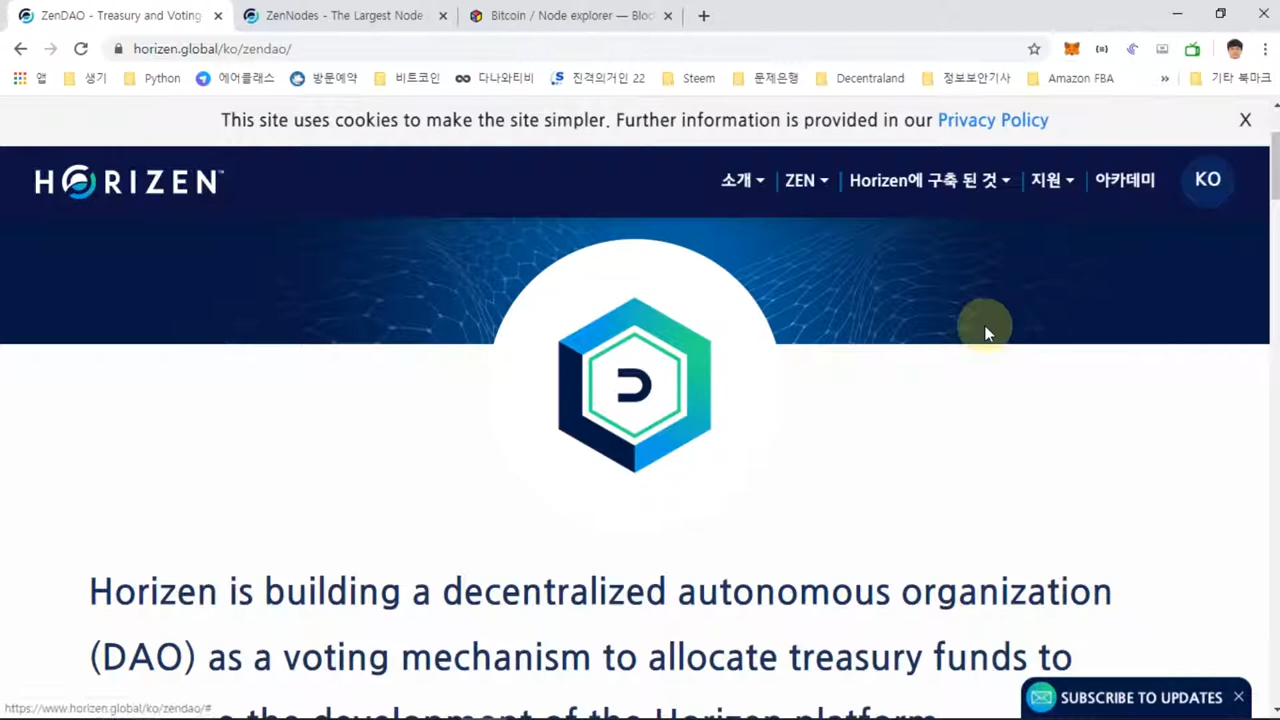 ZenDAO - Treasury and Voting
ZenNodes - The Largest Node
Bitcoin / Node explorer — Bloc
horizen.global/ko/zendao/
앱 생기 Python 에어클래스 방문예약 비트코인 다나와티비 진격의거인 22 Steem 문제은행 Decentraland 정보보안기사 Amazon FBA » 기타 북마크
This site uses cookies to make the site simpler. Further information is provided in our Privacy Policy X
HORIZEN™
소개 ZEN Horizen에 구축 된 것 지원 아카데미 KO
Horizen is building a decentralized autonomous organization
(DAO) as a voting mechanism to allocate treasury funds to
the development of the Horizen platform
SUBSCRIBE TO UPDATES
https://www.horizen.global/ko/zendao/#